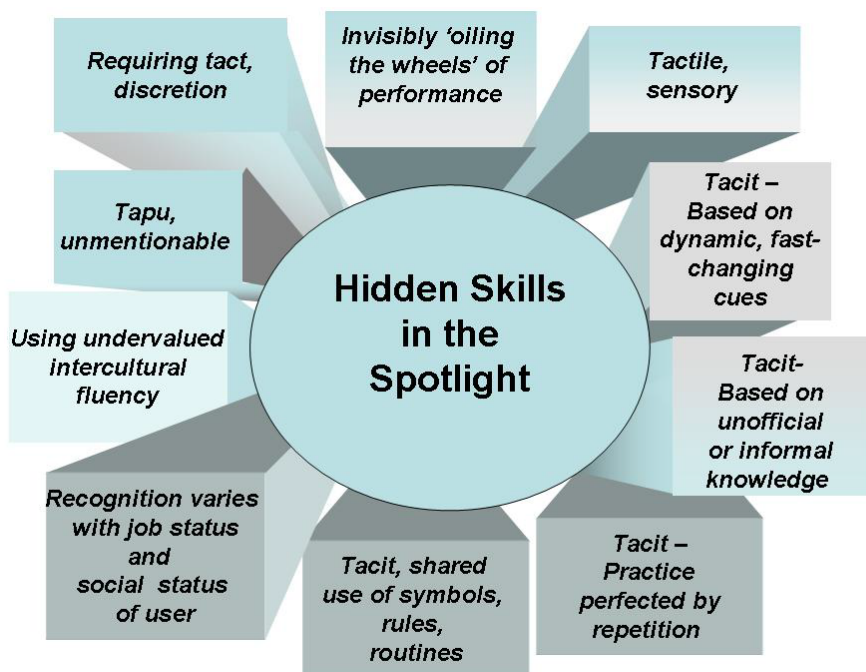 Requiring tact,
discretion
Invisibly ‘oiling
the wheels’ of
performance
Tactile,
sensory
Tapu,
unmentionable
Tacit –
Based on
dynamic, fast-
changing
cues
Hidden Skills
in the
Spotlight
Using undervalued
intercultural
fluency
Tacit-
Based on
unofficial
or informal
knowledge
Recognition varies
with job status
and
social status
of user
Tacit, shared
use of symbols,
rules,
routines
Tacit –
Practice
perfected by
repetition